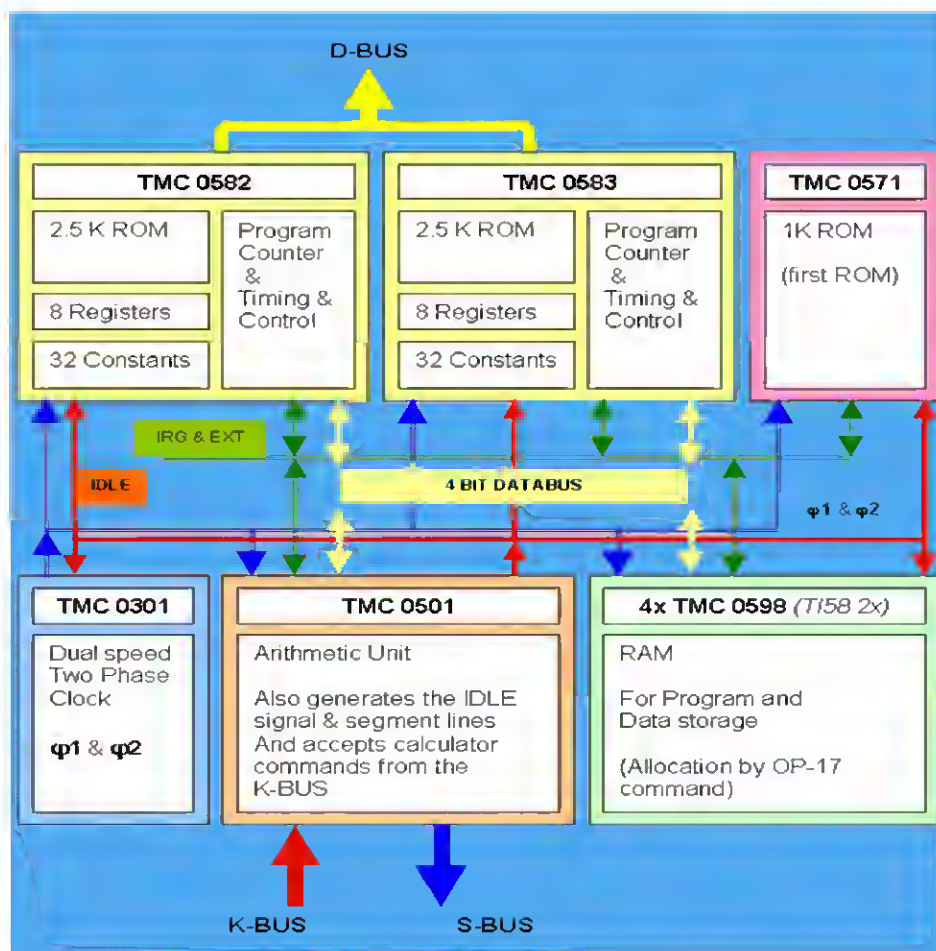 D-BUS
TMC 0582
2.5 K ROM
8 Registers
32 Constants
Program
Counter
&
Timing &
Control
TMC 0583
2.5 K ROM
8 Registers
32 Constants
Program
Counter
&
Timing &
Control
TMC 0571
1K ROM
(first ROM)
IRG & EXT
IDLE
4 BIT DATABUS
φ1 & φ2
TMC 0301
Dual speed
Two Phase
Clock
φ1 & φ2
TMC 0501
Arithmetic Unit
Also generates the IDLE
signal & segment lines
And accepts calculator
commands from the
K-BUS
4x TMC 0598 (TI58 2x)
RAM
For Program and
Data storage
(Allocation by OP-17
command)
K-BUS
S-BUS